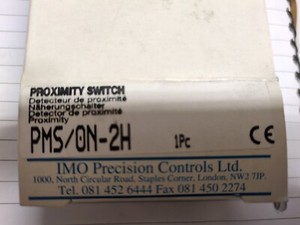 PROXIMITY SWITCH
Detecteur de proximité
Näherungsschalter
Detector de proximidad
Proximity
PMS/0N-2H 1Pc CE
IMO Precision Controls Ltd.
1000, North Circular Road, Staples Corner, London, NW2 7JP.
Tel. 081 452 6444 Fax 081 450 2274